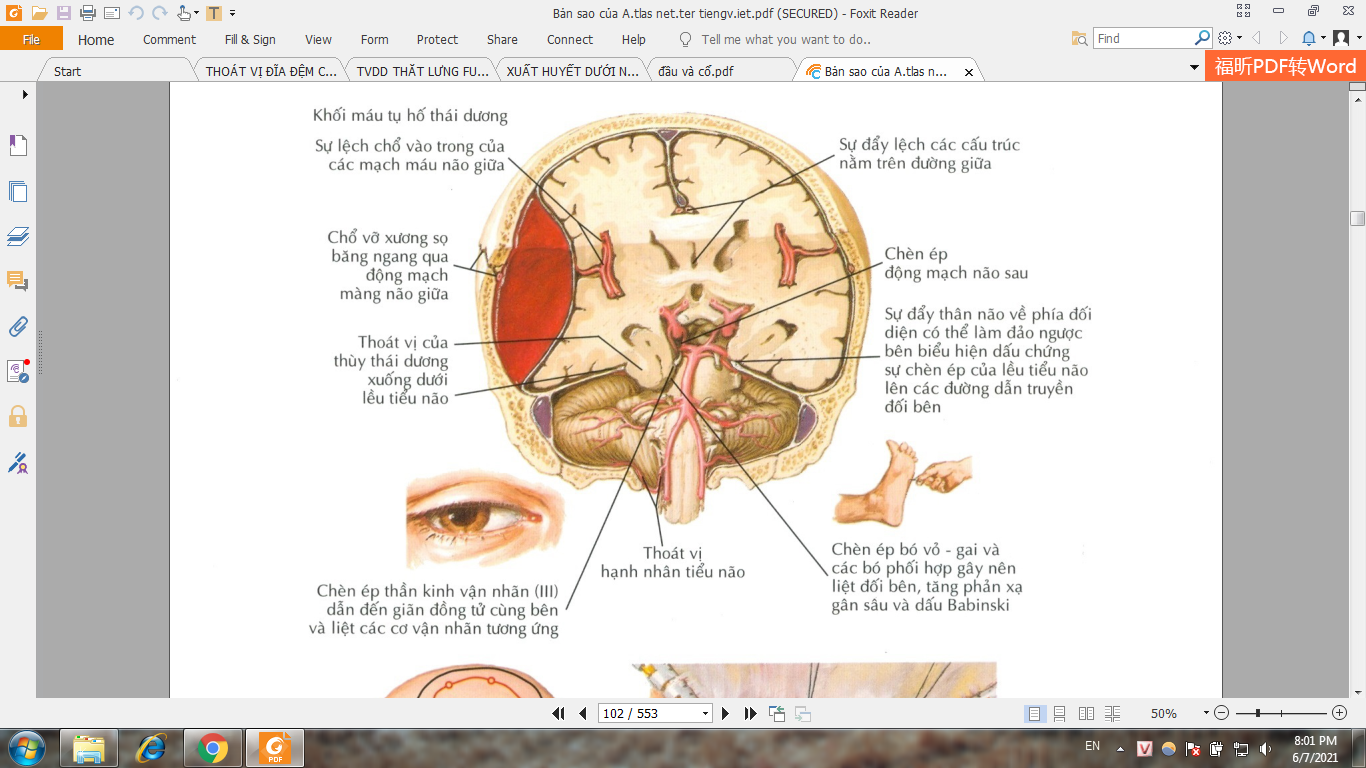 Bản sao của A.tlas net.ter tiengv.iet.pdf (SECURED) - Foxit Reader
File Home Comment Fill & Sign View Form Protect Share Connect Help Tell me what you want to do.. Find
Start THOÁT VỊ ĐĨA ĐỆM C... TVDD THẮT LƯNG FU... XUẤT HUYẾT DƯỚI N... đầu và cổ.pdf Bản sao của A.tlas n... 福昕PDF转Word
Khối máu tụ hố thái dương
Sự lệch chổ vào trong của
các mạch máu não giữa
Sự đẩy lệch các cấu trúc
nằm trên đường giữa
Chổ vỡ xương sọ
băng ngang qua
động mạch
màng não giữa
Chèn ép
động mạch não sau
Thoát vị của
thùy thái dương
xuống dưới
lều tiểu não
Sự đẩy thân não về phía đối
diện có thể làm đảo ngược
bên biểu hiện dấu chứng
sự chèn ép của lều tiểu não
lên các đường dẫn truyền
đối bên
Thoát vị
hạnh nhân tiểu não
Chèn ép thần kinh vận nhãn (III)
dẫn đến giãn đồng tử cùng bên
và liệt các cơ vận nhãn tương ứng
Chèn ép bó vỏ - gai và
các bó phối hợp gây nên
liệt đối bên, tăng phản xạ
gân sâu và dấu Babinski
102 / 553 50%
PDF
EN 8:01 PM
6/7/2021